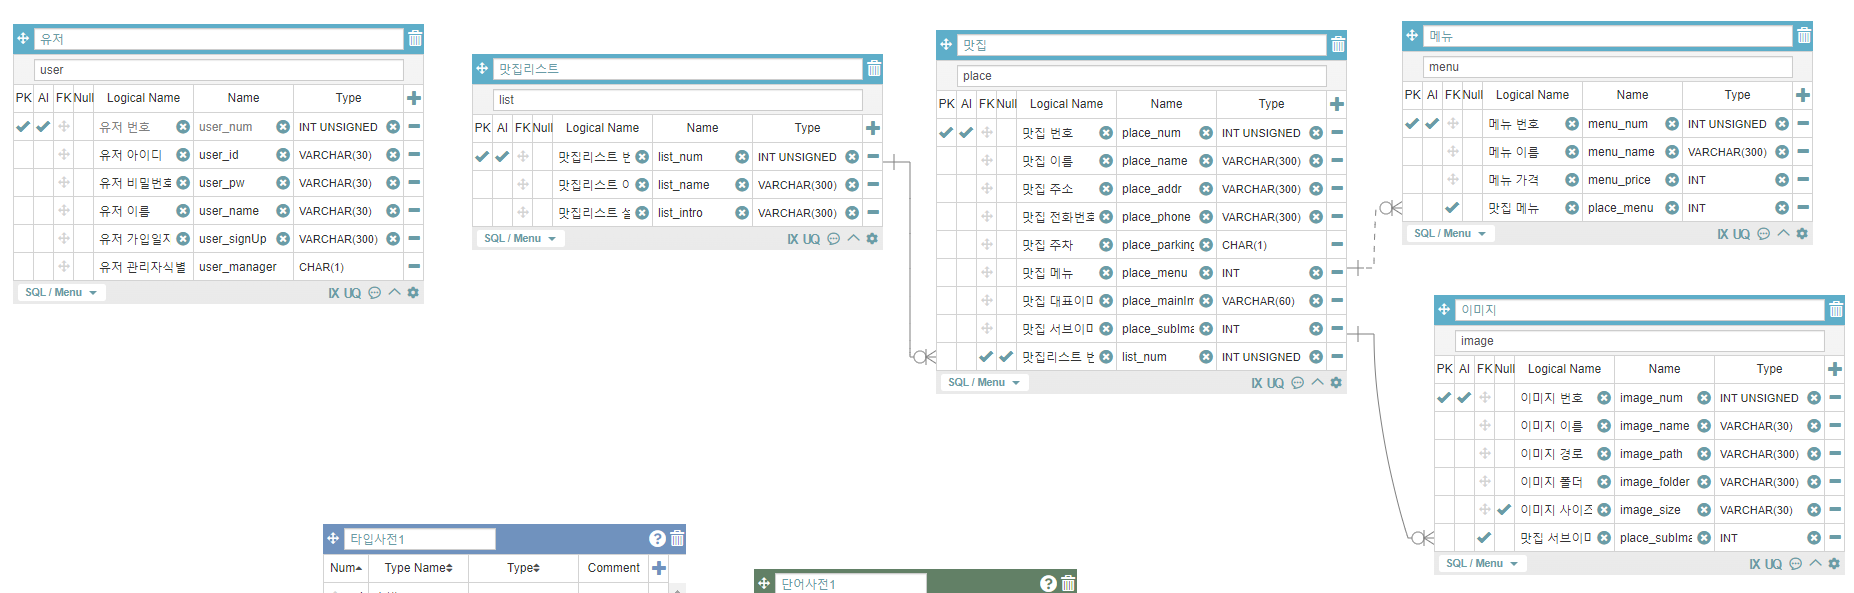 유저
user
PK AI FK Null Logical Name Name Type
유저 번호 user_num INT UNSIGNED
유저 아이디 user_id VARCHAR(30)
유저 비밀번호 user_pw VARCHAR(30)
유저 이름 user_name VARCHAR(30)
유저 가입일자 user_signUp VARCHAR(300)
유저 관리자식별 user_manager CHAR(1)
SQL / Menu IX UQ
맛집리스트
list
PK AI FK Null Logical Name Name Type
맛집리스트 list_num INT UNSIGNED
맛집리스트 list_name VARCHAR(300)
맛집리스트 list_intro VARCHAR(300)
SQL / Menu IX UQ
맛집
place
PK AI FK Null Logical Name Name Type
맛집 번호 place_num INT UNSIGNED
맛집 이름 place_name VARCHAR(300)
맛집 주소 place_addr VARCHAR(300)
맛집 전화번호 place_phone VARCHAR(300)
맛집 주차 place_parking CHAR(1)
맛집 메뉴 place_menu INT
맛집 대표이미 place_mainIm VARCHAR(60)
맛집 서브이미 place_subIma INT
맛집리스트 list_num INT UNSIGNED
SQL / Menu IX UQ
메뉴
menu
PK AI FK Null Logical Name Name Type
메뉴 번호 menu_num INT UNSIGNED
메뉴 이름 menu_name VARCHAR(300)
메뉴 가격 menu_price INT
맛집 메뉴 place_menu INT
SQL / Menu IX UQ
이미지
image
PK AI FK Null Logical Name Name Type
이미지 번호 image_num INT UNSIGNED
이미지 이름 image_name VARCHAR(30)
이미지 경로 image_path VARCHAR(300)
이미지 폴더 image_folder VARCHAR(300)
이미지 사이즈 image_size VARCHAR(30)
맛집 서브이미 place_subIma INT
SQL / Menu IX UQ
타입사전1
Num Type Name Type Comment
단어사전1